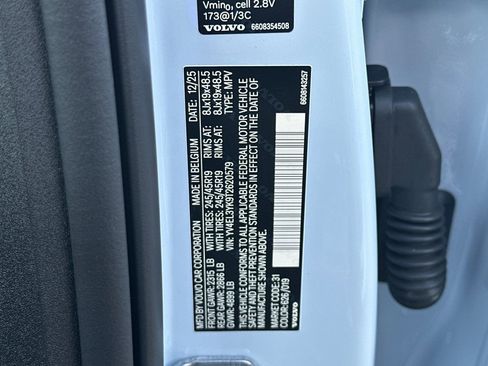 Vmin₀, cell 2.8V
173@1/3C
VOLVO 6608354508
MFD BY VOLVO CAR CORPORATION MADE IN BELGIUM 12/25
FRONT GAWR: 2315 LB WITH TIRES: 245/45R19 RIMS AT: 8Jx19x48.5
REAR GAWR: 2866 LB WITH TIRES: 245/45R19 RIMS AT: 8Jx19x48.5
GVWR: 4899 LB VIN: YV4EL3YK9T2620579 TYPE: MPV
THIS VEHICLE CONFORMS TO ALL APPLICABLE FEDERAL MOTOR VEHICLE
SAFETY AND THEFT PREVENTION STANDARDS IN EFFECT ON THE DATE OF
MANUFACTURE SHOWN ABOVE.
MARKET CODE: 31
COLOR: 626/019
VOLVO 6608143257